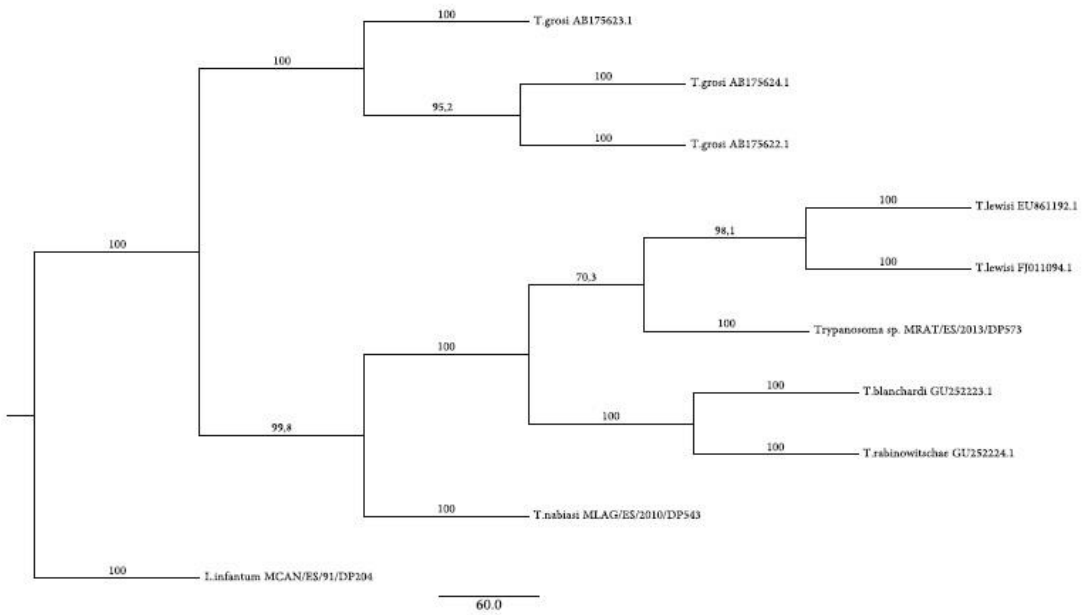 100
T.grosi AB175623.1
100
100
T.grosi AB175624.1
95,2
100
T.grosi AB175622.1
100
T.lewisi EU861192.1
98,1
100
100
T.lewisi FJ011094.1
70,3
100
Trypanosoma sp. MRAT/ES/2013/DP573
100
100
T.blanchardi GU252223.1
100
99,8
100
T.rabinowitschae GU252224.1
100
T.nabiasi MLAG/ES/2010/DP543
100
L.infantum MCAN/ES/91/DP204
60.0